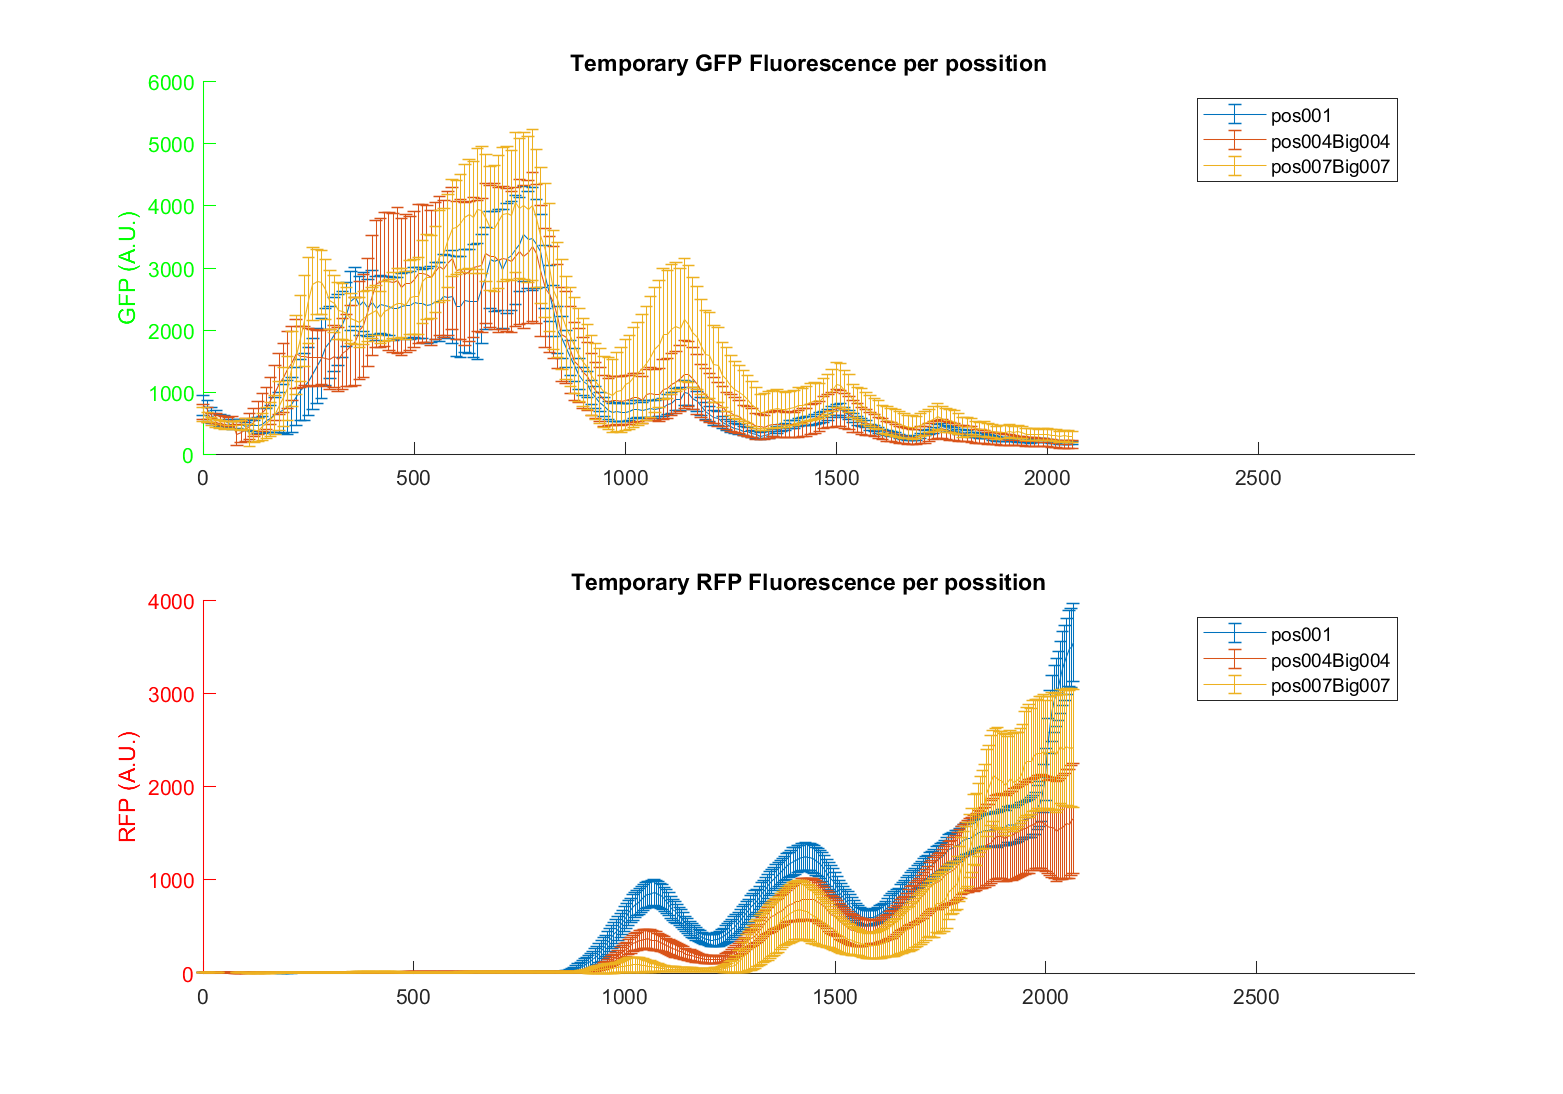 Temporary GFP Fluorescence per possition
6000
5000
4000
3000
2000
1000
0
GFP (A.U.)
0 500 1000 1500 2000 2500
pos001
pos004Big004
pos007Big007
Temporary RFP Fluorescence per possition
4000
3000
2000
1000
0
RFP (A.U.)
0 500 1000 1500 2000 2500
pos001
pos004Big004
pos007Big007